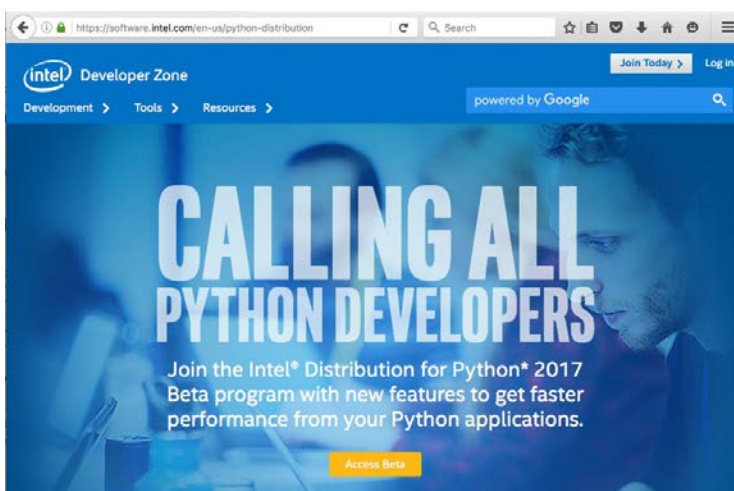 https://software.intel.com/en-us/python-distribution
Search
intel Developer Zone
Join Today >
Log in
Development >
Tools >
Resources >
powered by Google
CALLING ALL
PYTHON DEVELOPERS
Join the Intel® Distribution for Python* 2017
Beta program with new features to get faster
performance from your Python applications.
Access Beta